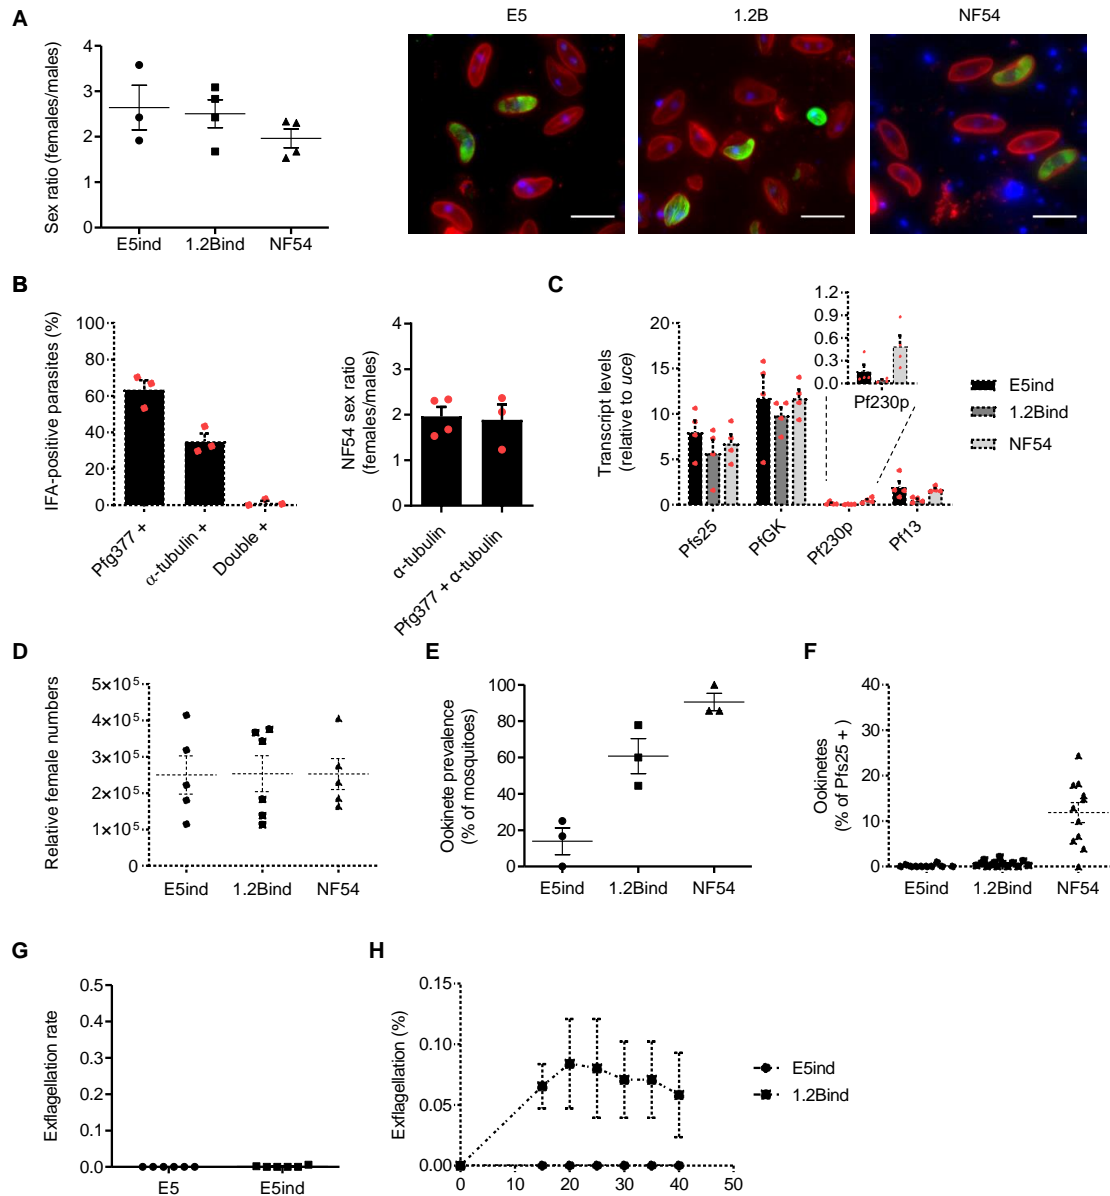 A
Sex ratio (females/males)
4
3
2
1
0
E5ind
1.2Bind
NF54
E5
1.2B
NF54
B
IFA-positive parasites (%)
100
80
60
40
20
0
Pfg377 +
α-tubulin +
Double +
NF54 sex ratio
(females/males)
4
3
2
1
0
α-tubulin
Pfg377 + α-tubulin
C
Transcript levels
(relative to uce)
20
15
10
5
0
Pfs25
PfGK
Pf230p
Pf13
1.2
0.9
0.6
0.3
0.0
Pf230p
E5ind
1.2Bind
NF54
D
Relative female numbers
5×10⁵
4×10⁵
3×10⁵
2×10⁵
1×10⁵
0
E5ind
1.2Bind
NF54
E
Ookinete prevalence
(% of mosquitoes)
100
80
60
40
20
0
E5ind
1.2Bind
NF54
F
Ookinetes
(% of Pfs25 +)
40
30
20
10
0
E5ind
1.2Bind
NF54
G
Exflagellation rate
0.5
0.4
0.3
0.2
0.1
0.0
E5
E5ind
H
Exflagellation (%)
0.15
0.10
0.05
0.00
0
10
20
30
40
50
E5ind
1.2Bind